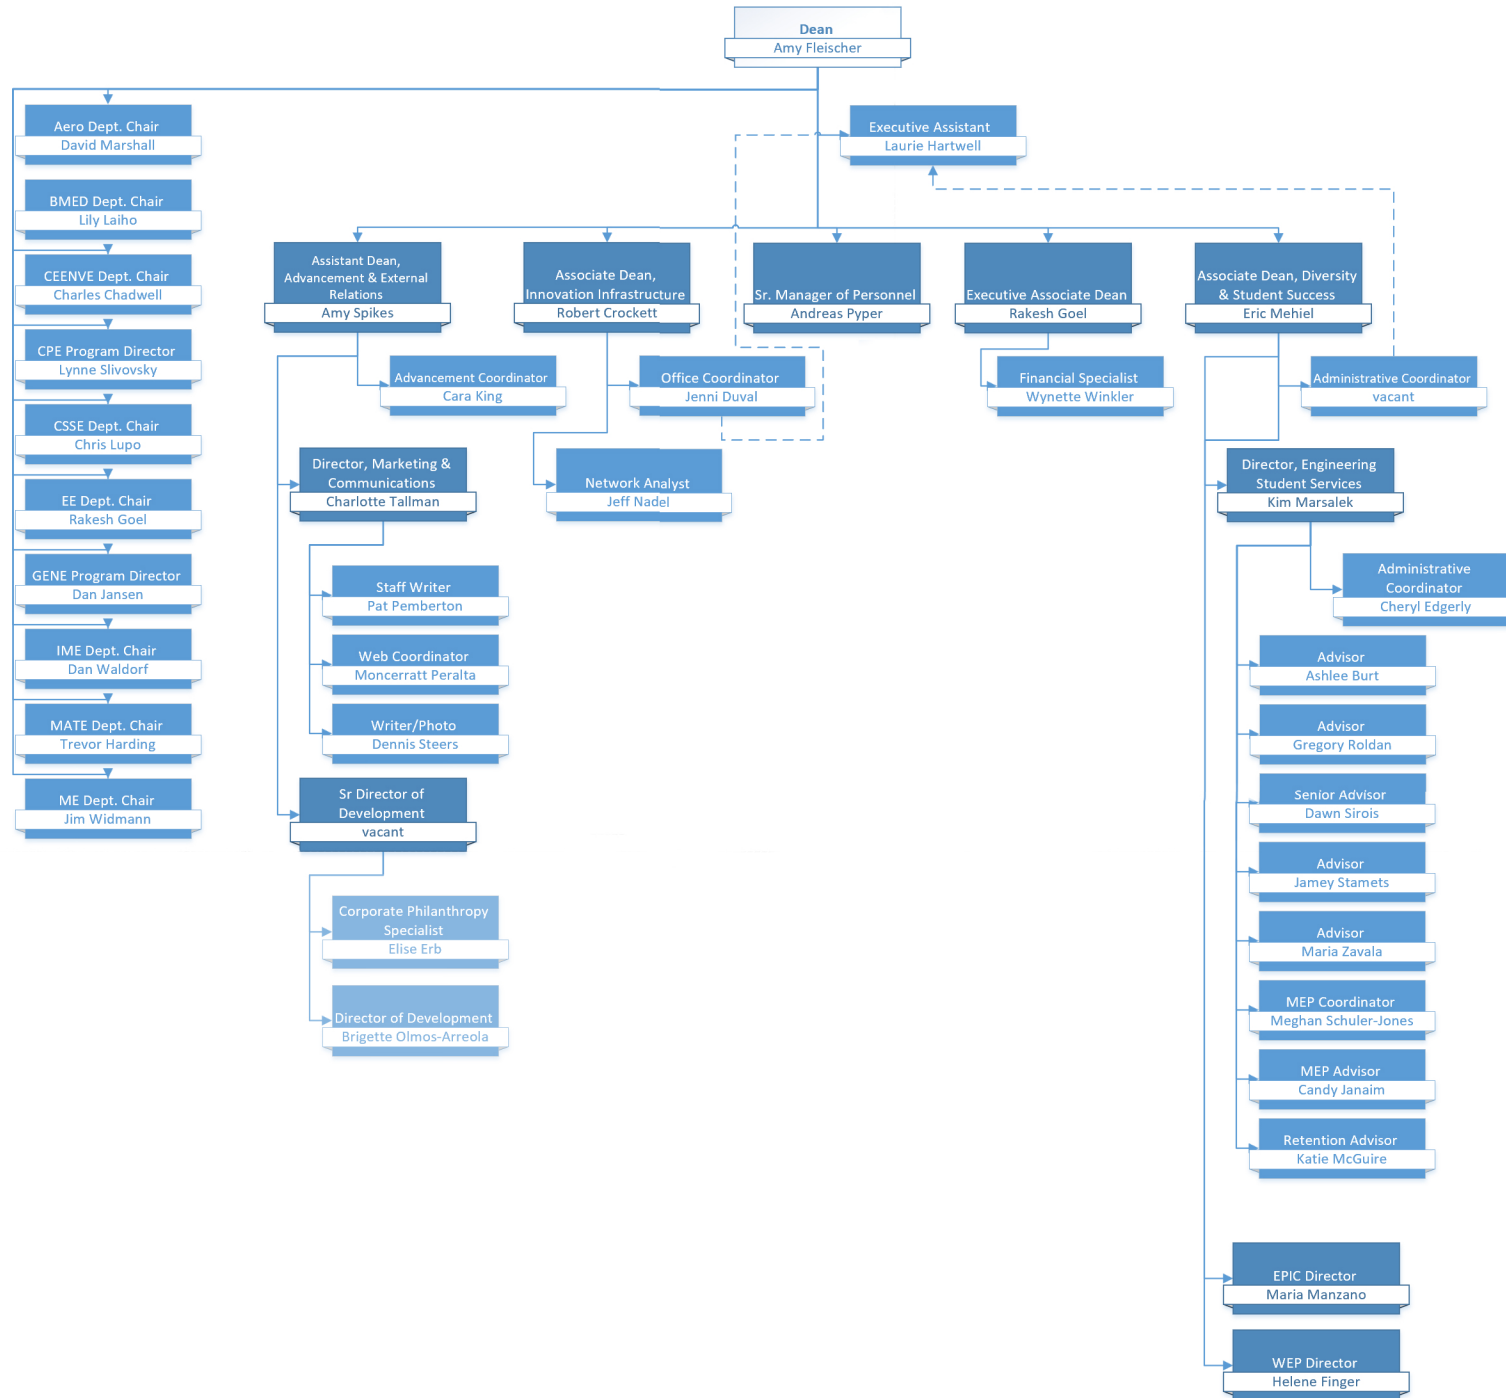 Dean
Amy Fleischer
Aero Dept. Chair
David Marshall
BMED Dept. Chair
Lily Laiho
CEENVE Dept. Chair
Charles Chadwell
CPE Program Director
Lynne Slivovsky
CSSE Dept. Chair
Chris Lupo
EE Dept. Chair
Rakesh Goel
GENE Program Director
Dan Jansen
IME Dept. Chair
Dan Waldorf
MATE Dept. Chair
Trevor Harding
ME Dept. Chair
Jim Widmann
Executive Assistant
Laurie Hartwell
Assistant Dean,
Advancement & External
Relations
Amy Spikes
Advancement Coordinator
Cara King
Director, Marketing &
Communications
Charlotte Tallman
Staff Writer
Pat Pemberton
Web Coordinator
Moncerratt Peralta
Writer/Photo
Dennis Steers
Sr Director of
Development
vacant
Corporate Philanthropy
Specialist
Elise Erb
Director of Development
Brigette Olmos-Arreola
Associate Dean,
Innovation Infrastructure
Robert Crockett
Office Coordinator
Jenni Duval
Network Analyst
Jeff Nadel
Sr. Manager of Personnel
Andreas Pyper
Executive Associate Dean
Rakesh Goel
Financial Specialist
Wynette Winkler
Associate Dean, Diversity
& Student Success
Eric Mehiel
Administrative Coordinator
vacant
Director, Engineering
Student Services
Kim Marsalek
Administrative
Coordinator
Cheryl Edgerly
Advisor
Ashlee Burt
Advisor
Gregory Roldan
Senior Advisor
Dawn Sirois
Advisor
Jamey Stamets
Advisor
Maria Zavala
MEP Coordinator
Meghan Schuler-Jones
MEP Advisor
Candy Janaim
Retention Advisor
Katie McGuire
EPIC Director
Maria Manzano
WEP Director
Helene Finger